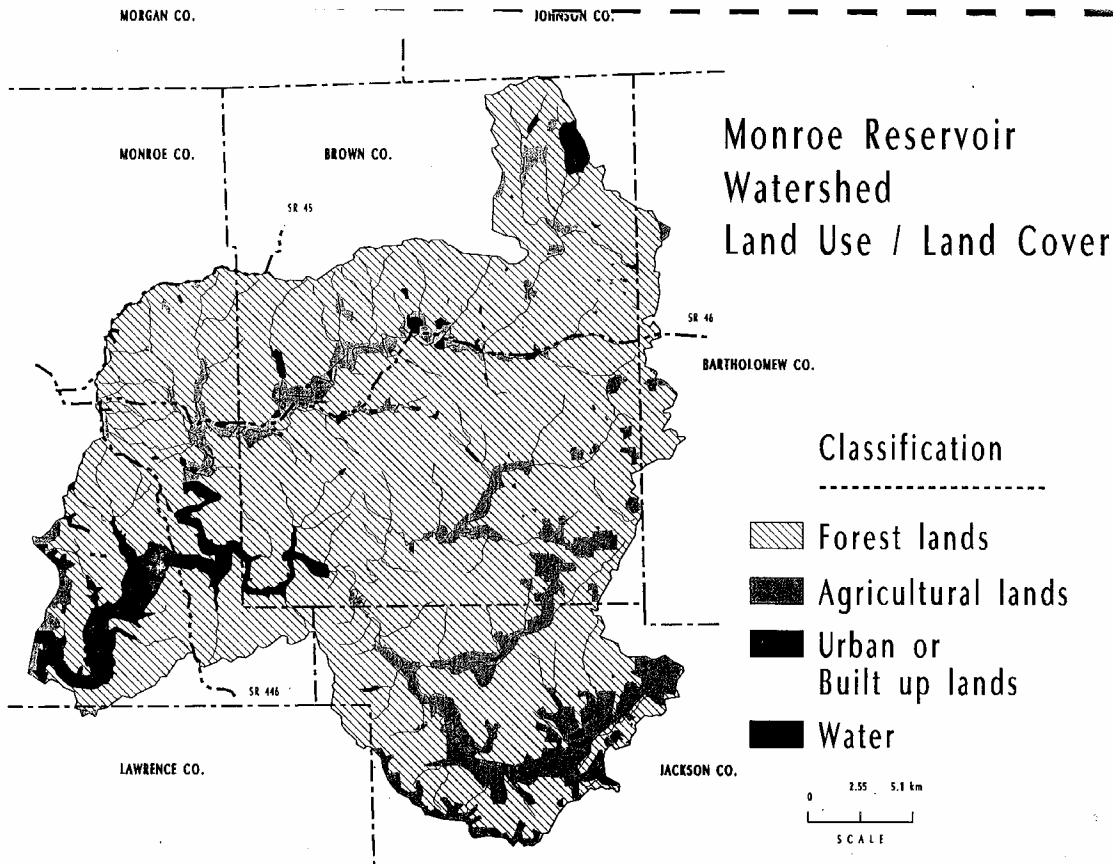 MORGAN CO.
JOHNSON CO.
MONROE CO.
BROWN CO.
Monroe Reservoir
Watershed
Land Use / Land Cover
SR 45
SR 46
BARTHOLOMEW CO.
Classification
Forest lands
Agricultural lands
Urban or
Built up lands
Water
SR 446
LAWRENCE CO.
JACKSON CO.
0 2.55 5.1 km
SCALE